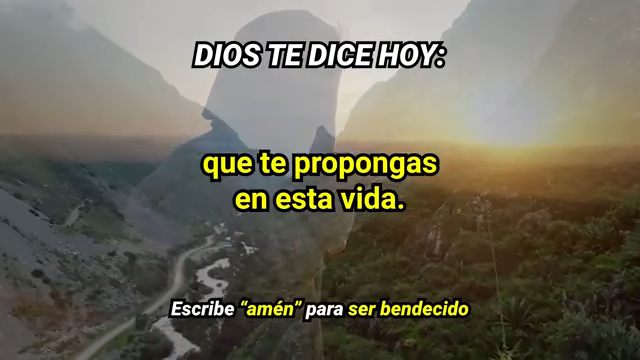 DIOS TE DICE HOY:
que te propongas
en esta vida.
Escribe “amén” para ser bendecido